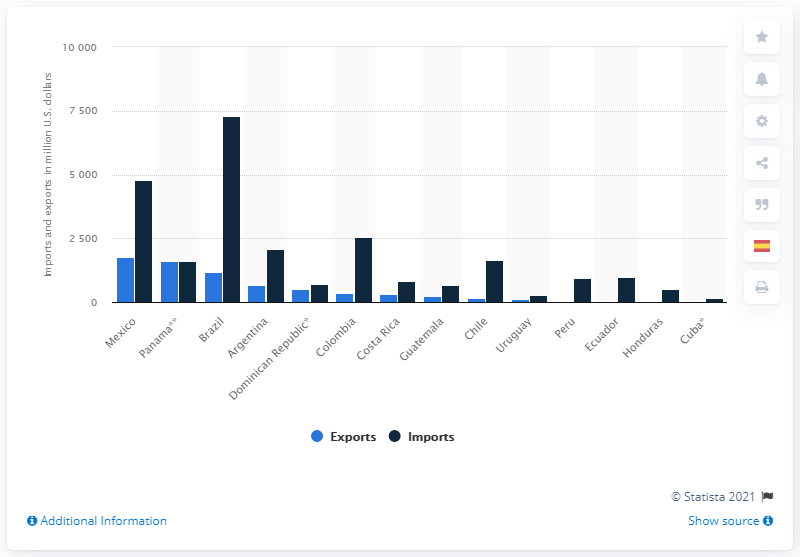 10 000
7 500
5 000
2 500
0
Imports and exports in million U.S. dollars
Mexico
Panama**
Brazil
Argentina
Dominican Republic*
Colombia
Costa Rica
Guatemala
Chile
Uruguay
Peru
Ecuador
Honduras
Cuba*
Exports Imports
© Statista 2021
Additional Information Show source